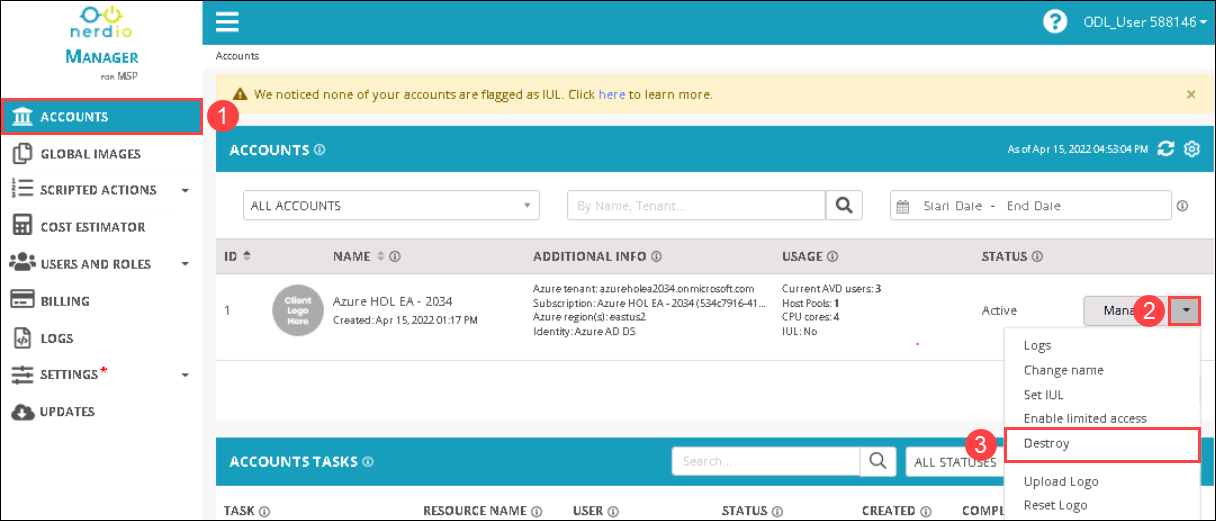 nerdio
MANAGER
FOR MSP
ODL_User 588146
Accounts
We noticed none of your accounts are flagged as IUL. Click here to learn more.
ACCOUNTS
1
GLOBAL IMAGES
SCRIPTED ACTIONS
COST ESTIMATOR
USERS AND ROLES
BILLING
LOGS
SETTINGS*
UPDATES
ACCOUNTS
As of Apr 15, 2022 04:53:04 PM
ALL ACCOUNTS
By Name, Tenant...
Start Date - End Date
ID NAME ADDITIONAL INFO USAGE STATUS
1
Client
Logo
Here
Azure HOL EA - 2034
Created: Apr 15, 2022 01:17 PM
Azure tenant: azureholea2034.onmicrosoft.com
Subscription: Azure HOL EA - 2034 (534c7916-41...
Azure region(s): eastus2
Identity: Azure AD DS
Current AVD users: 3
Host Pools: 1
CPU cores: 4
IUL: No
Active
Mana
2
Logs
Change name
Set IUL
Enable limited access
3
Destroy
Upload Logo
Reset Logo
ACCOUNTS TASKS
Search...
ALL STATUSES
TASK RESOURCE NAME USER STATUS CREATED COMPL